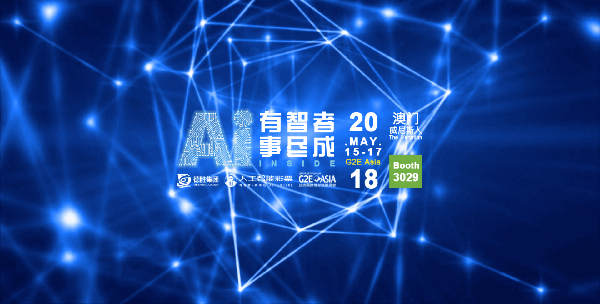 Ai
有智者
事尽成
INSIDE
20
.MAY.
15-17
G2E Asia
18
澳门
威尼斯人
The Venetian
Booth
3029
人工智能彩票
G2E ASIA